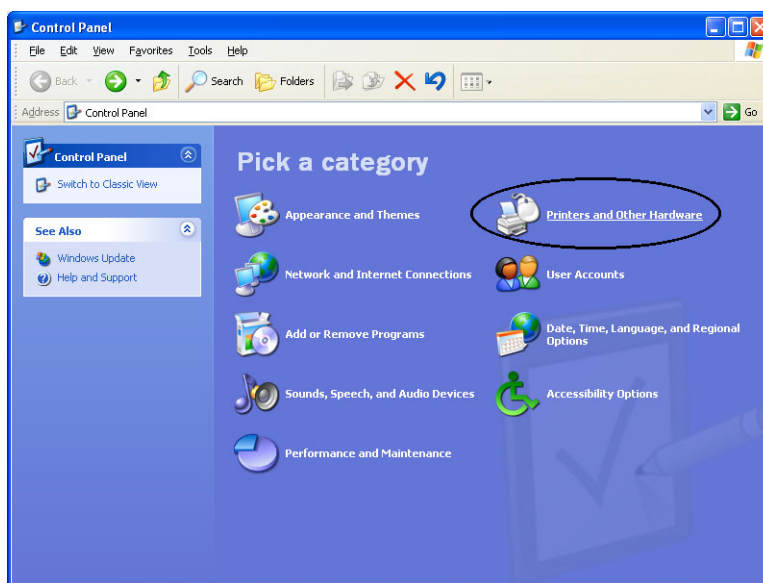 Control Panel
File Edit View Favorites Tools Help
Back Search Folders
Address Control Panel Go
Control Panel
Switch to Classic View
See Also
Windows Update
Help and Support
Pick a category
Appearance and Themes
Printers and Other Hardware
Network and Internet Connections
User Accounts
Add or Remove Programs
Date, Time, Language, and Regional
Options
Sounds, Speech, and Audio Devices
Accessibility Options
Performance and Maintenance